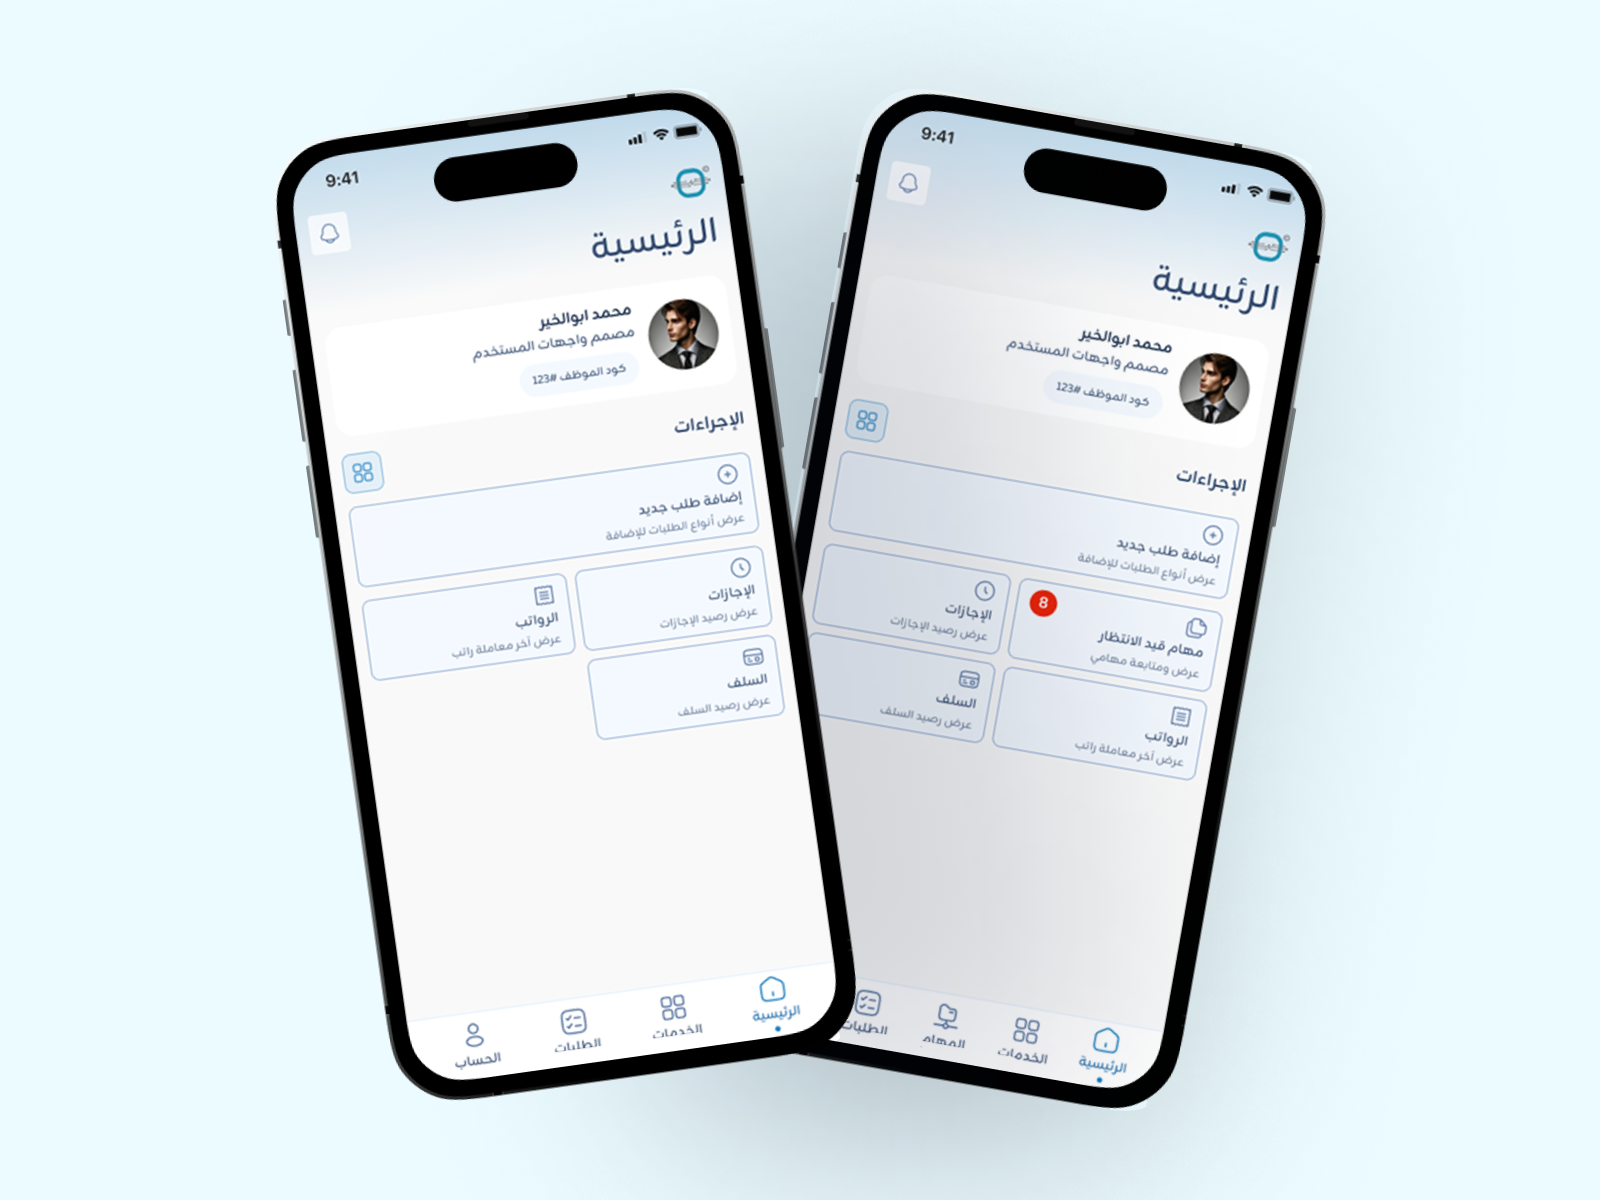 9:41
الرئيسية
محمد ابوالخير
مصمم واجهات المستخدم
كود الموظف #123
الإجراءات
إضافة طلب جديد
عرض أنواع الطلبات للإضافة
الإجازات
عرض رصيد الإجازات
الرواتب
عرض آخر معاملة راتب
السلف
عرض رصيد السلف
الرئيسية
الخدمات
الطلبات
الحساب
9:41
الرئيسية
محمد ابوالخير
مصمم واجهات المستخدم
كود الموظف #123
الإجراءات
إضافة طلب جديد
عرض أنواع الطلبات للإضافة
8
مهام قيد الانتظار
عرض ومتابعة مهامي
الإجازات
عرض رصيد الإجازات
الرواتب
عرض آخر معاملة راتب
السلف
عرض رصيد السلف
الرئيسية
الخدمات
المهام
الطلبات